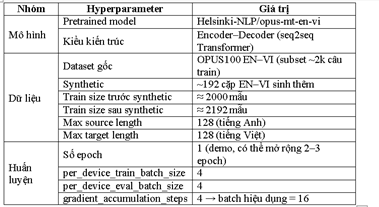 Nhóm Hyperparameter Giá trị
Mô hình
Pretrained model Helsinki-NLP/opus-mt-en-vi
Kiểu kiến trúc Encoder–Decoder (seq2seq
Transformer)
Dữ liệu
Dataset gốc OPUS100 EN–VI (subset ~2k câu
train)
Synthetic ~192 cặp EN–VI sinh thêm
Train size trước synthetic ≈ 2000 mẫu
Train size sau synthetic ≈ 2192 mẫu
Max source length 128 (tiếng Anh)
Max target length 128 (tiếng Việt)
Huấn
luyện
Số epoch 1 (demo, có thể mở rộng 2–3
epoch)
per_device_train_batch_size 4
per_device_eval_batch_size 4
gradient_accumulation_steps 4 → batch hiệu dụng = 16